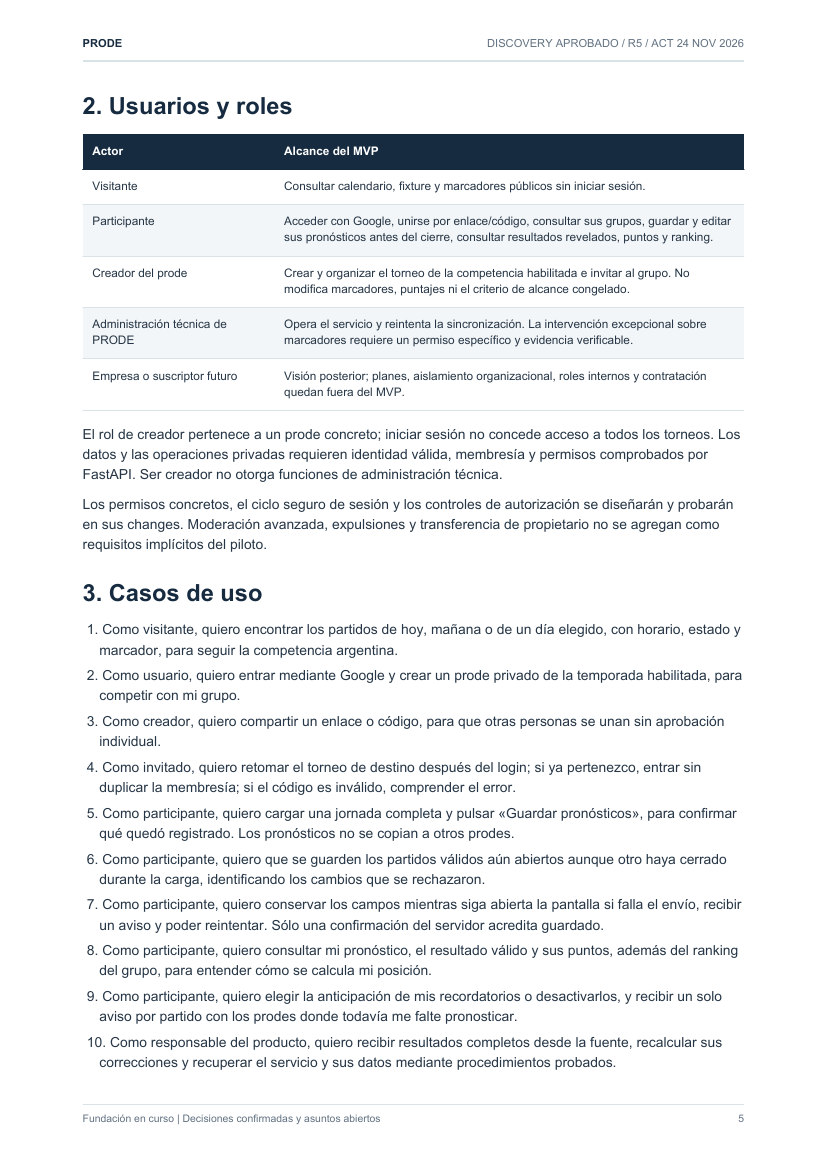 PRODE
DISCOVERY APROBADO / R5 / ACT 24 NOV 2026
2. Usuarios y roles
Actor
Alcance del MVP
Visitante
Consultar calendario, fixture y marcadores públicos sin iniciar sesión.
Participante
Acceder con Google, unirse por enlace/código, consultar sus grupos, guardar y editar
sus pronósticos antes del cierre, consultar resultados revelados, puntos y ranking.
Creador del prode
Crear y organizar el torneo de la competencia habilitada e invitar al grupo. No
modifica marcadores, puntajes ni el criterio de alcance congelado.
Administración técnica de
PRODE
Opera el servicio y reintenta la sincronización. La intervención excepcional sobre
marcadores requiere un permiso específico y evidencia verificable.
Empresa o suscriptor futuro
Visión posterior; planes, aislamiento organizacional, roles internos y contratación
quedan fuera del MVP.
El rol de creador pertenece a un prode concreto; iniciar sesión no concede acceso a todos los torneos. Los
datos y las operaciones privadas requieren identidad válida, membresía y permisos comprobados por
FastAPI. Ser creador no otorga funciones de administración técnica.
Los permisos concretos, el ciclo seguro de sesión y los controles de autorización se diseñarán y probarán
en sus changes. Moderación avanzada, expulsiones y transferencia de propietario no se agregan como
requisitos implícitos del piloto.
3. Casos de uso
1. Como visitante, quiero encontrar los partidos de hoy, mañana o de un día elegido, con horario, estado y
marcador, para seguir la competencia argentina.
2. Como usuario, quiero entrar mediante Google y crear un prode privado de la temporada habilitada, para
competir con mi grupo.
3. Como creador, quiero compartir un enlace o código, para que otras personas se unan sin aprobación
individual.
4. Como invitado, quiero retomar el torneo de destino después del login; si ya pertenezco, entrar sin
duplicar la membresía; si el código es inválido, comprender el error.
5. Como participante, quiero cargar una jornada completa y pulsar «Guardar pronósticos», para confirmar
qué quedó registrado. Los pronósticos no se copian a otros prodes.
6. Como participante, quiero que se guarden los partidos válidos aún abiertos aunque otro haya cerrado
durante la carga, identificando los cambios que se rechazaron.
7. Como participante, quiero conservar los campos mientras siga abierta la pantalla si falla el envío, recibir
un aviso y poder reintentar. Sólo una confirmación del servidor acredita guardado.
8. Como participante, quiero consultar mi pronóstico, el resultado válido y sus puntos, además del ranking
del grupo, para entender cómo se calcula mi posición.
9. Como participante, quiero elegir la anticipación de mis recordatorios o desactivarlos, y recibir un solo
aviso por partido con los prodes donde todavía me falte pronosticar.
10. Como responsable del producto, quiero recibir resultados completos desde la fuente, recalcular sus
correcciones y recuperar el servicio y sus datos mediante procedimientos probados.
Fundación en curso | Decisiones confirmadas y asuntos abiertos
5